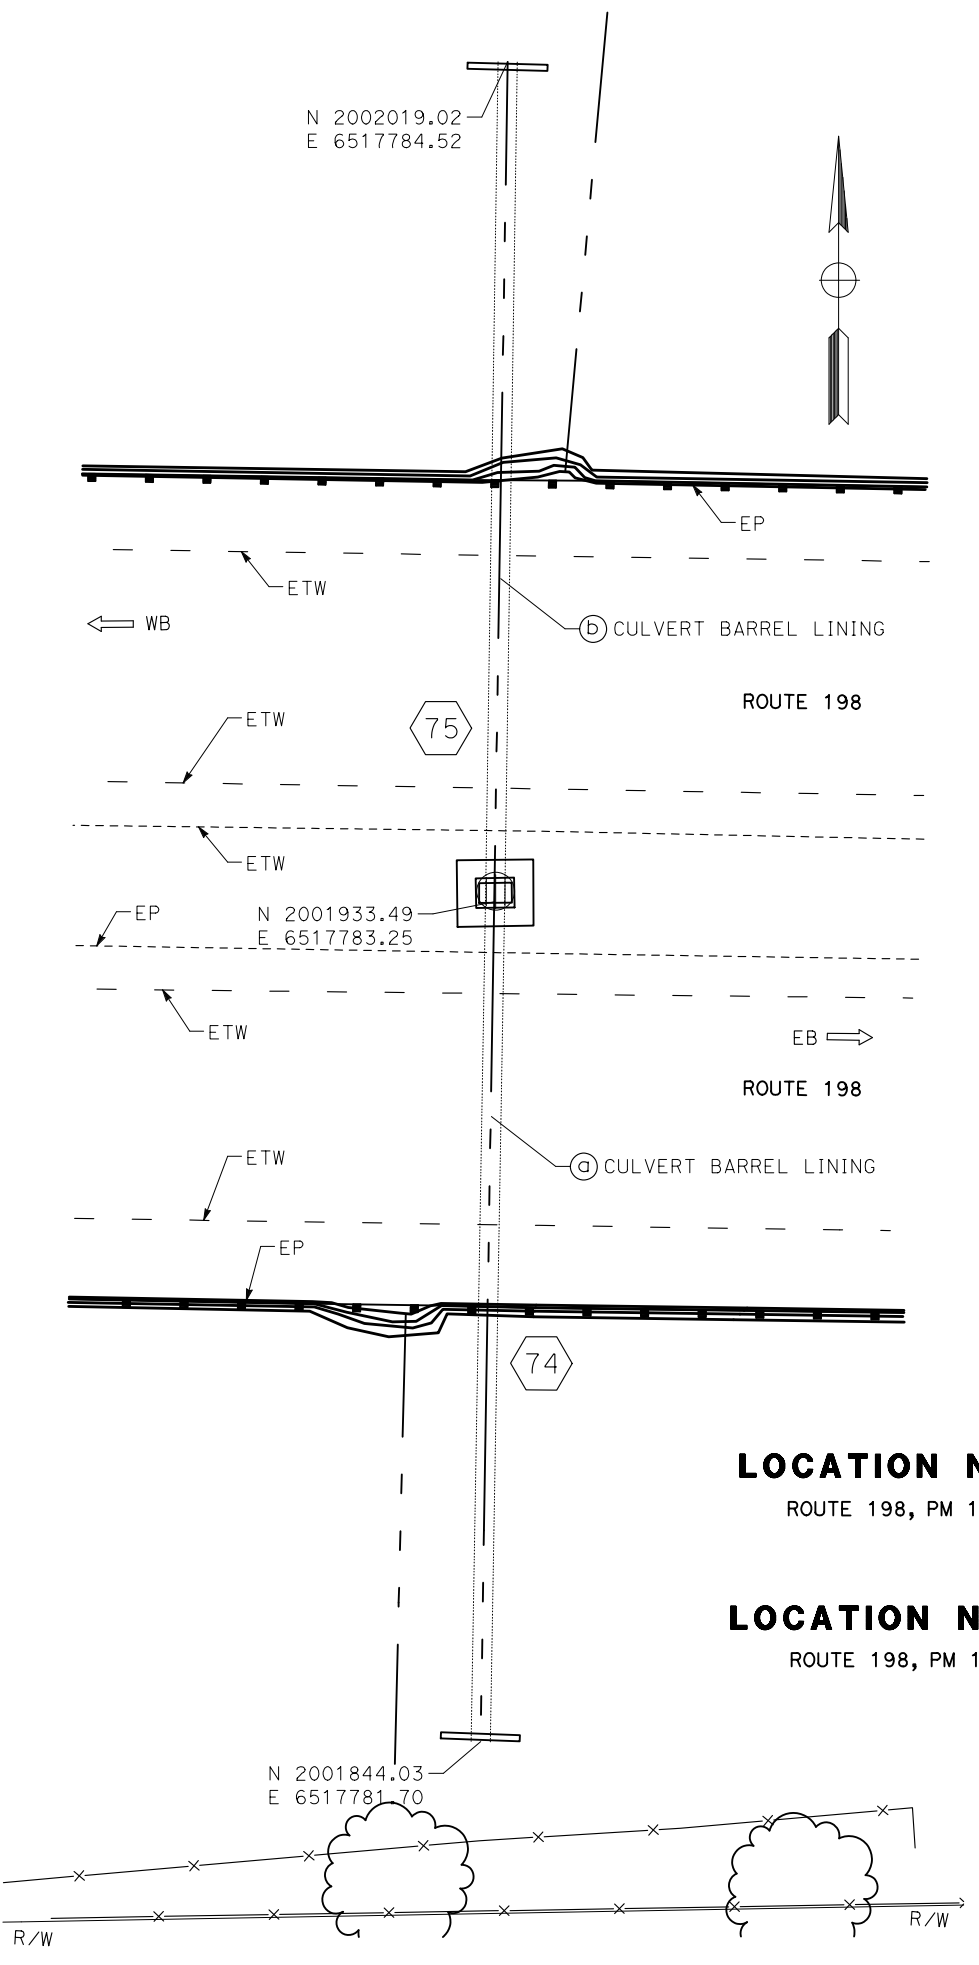 N 2002019.02
E 6517784.52
EP
ETW
WB
b CULVERT BARREL LINING
ROUTE 198
ETW
75
ETW
EP
N 2001933.49
E 6517783.25
ETW
EB
ROUTE 198
ETW
a CULVERT BARREL LINING
EP
74
LOCATION N
ROUTE 198, PM 1
LOCATION N
ROUTE 198, PM 1
N 2001844.03
E 6517781.70
R/W
R/W